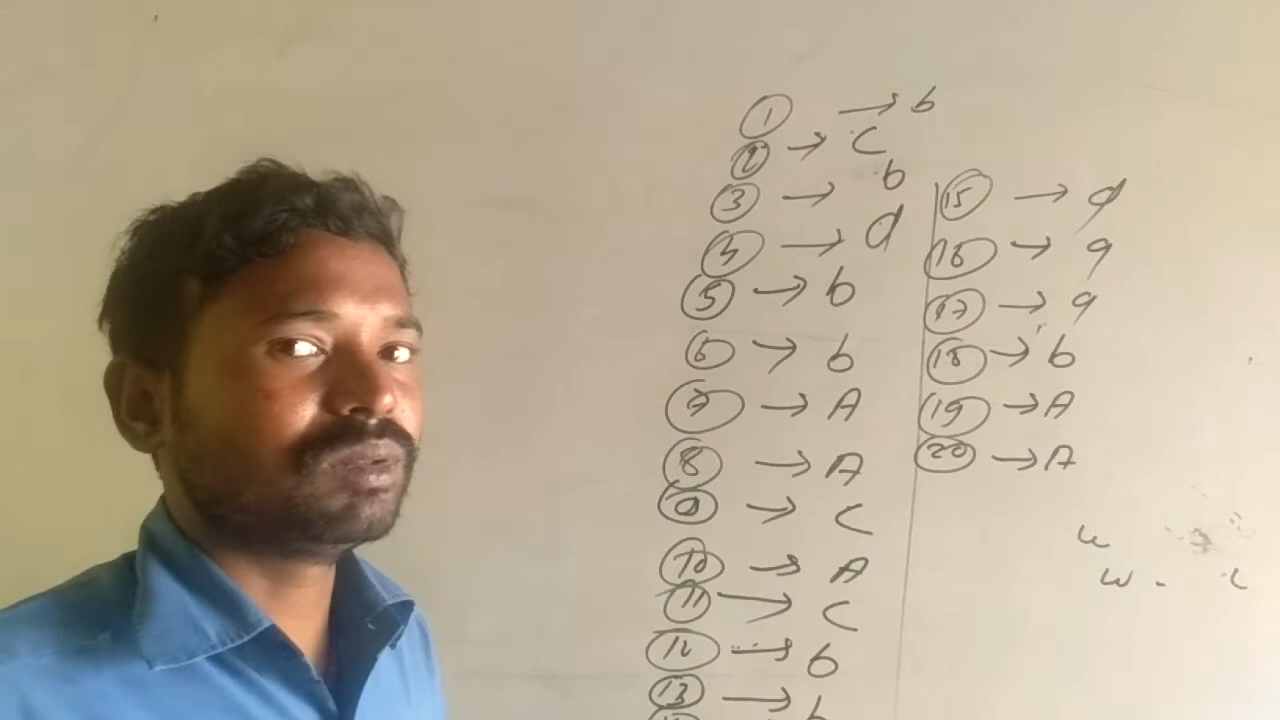 1 → b
2 → C
3 → b
4 → d
5 → b
6 → b
7 → A
8 → A
9 → C
10 → A
11 → C
12 → b
13 → b
15 → d
16 → a
17 → a
18 → b
19 → A
20 → A